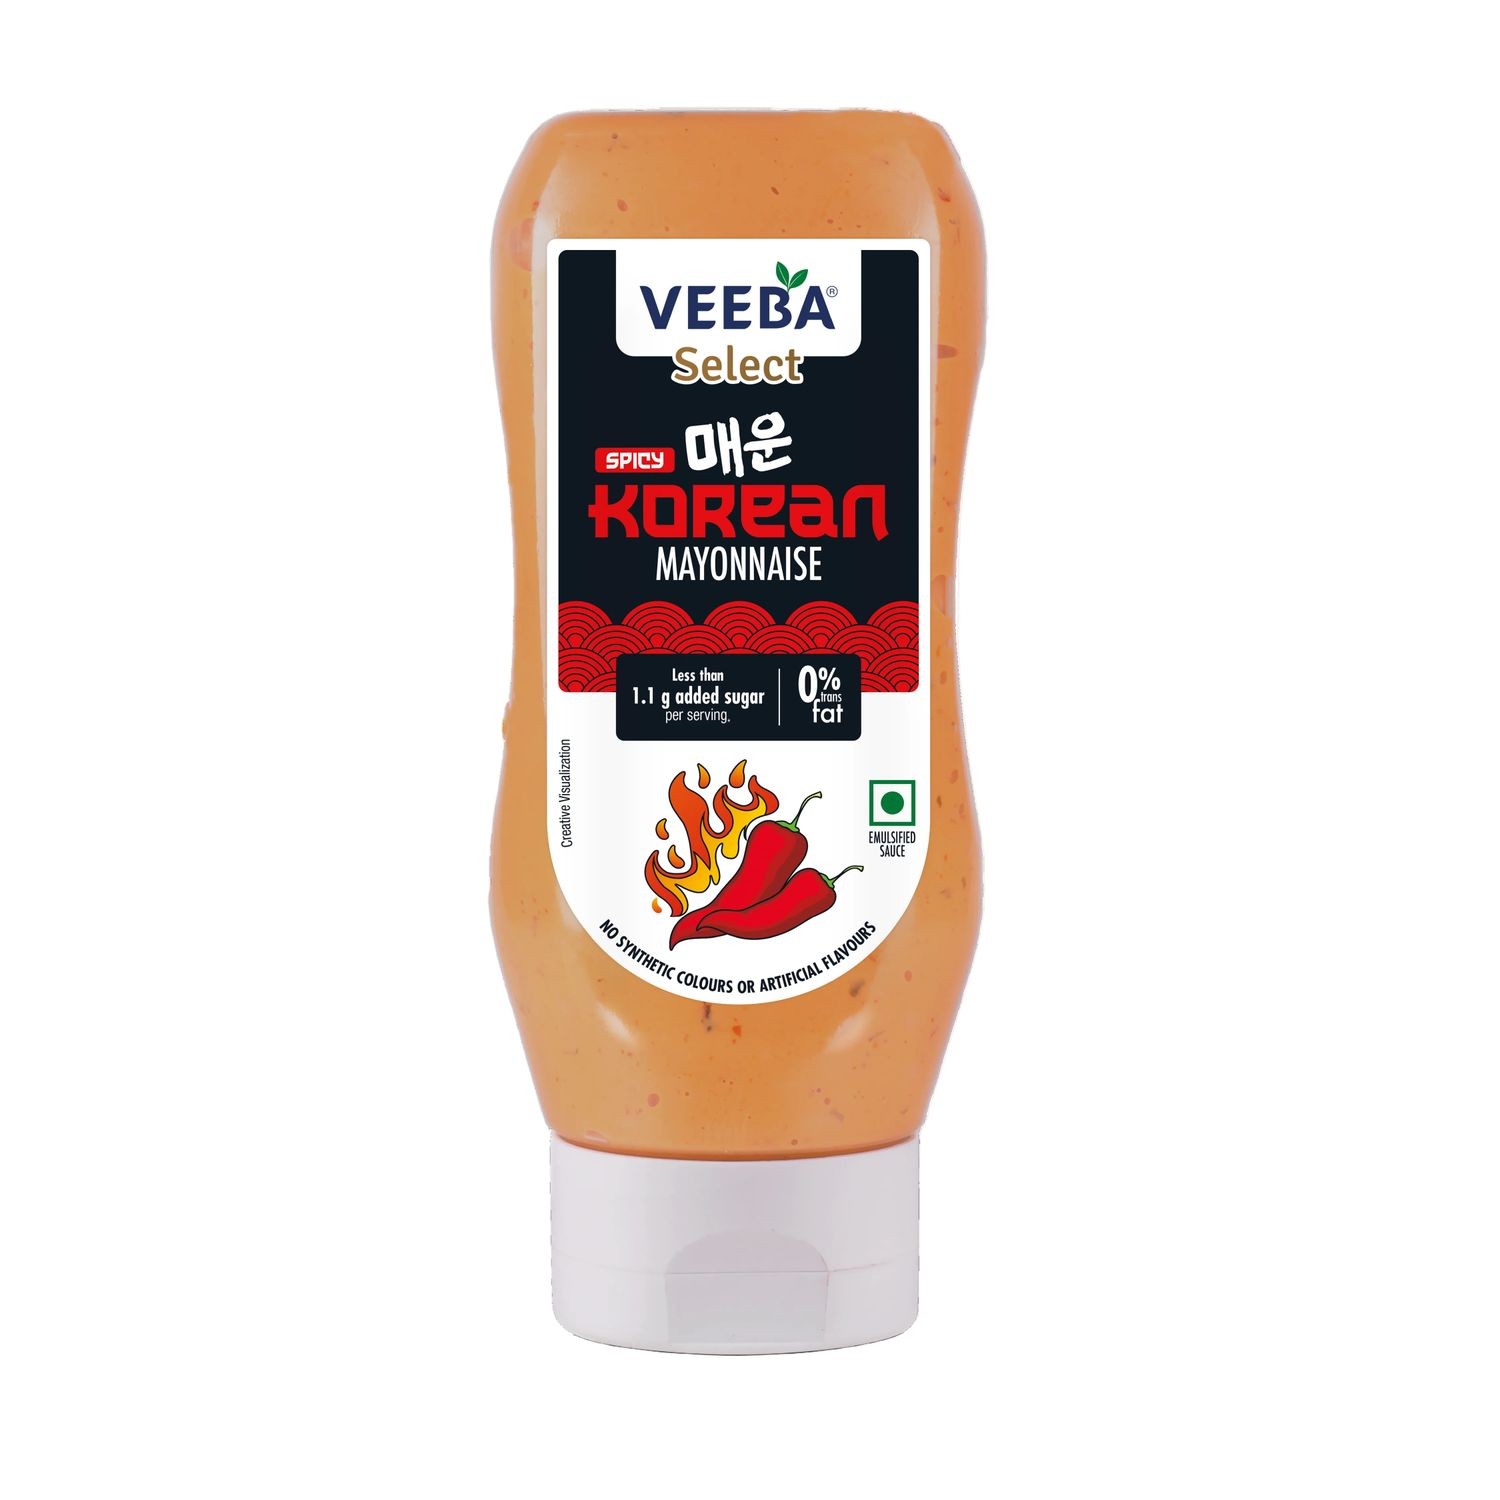 VEEBA®
Select
SPICY 매운
KOREAN
MAYONNAISE
Less than
1.1 g added sugar
per serving,
0%
trans
fat
Creative Visualization
EMULSIFIED
SAUCE
NO SYNTHETIC COLOURS OR ARTIFICIAL FLAVOURS